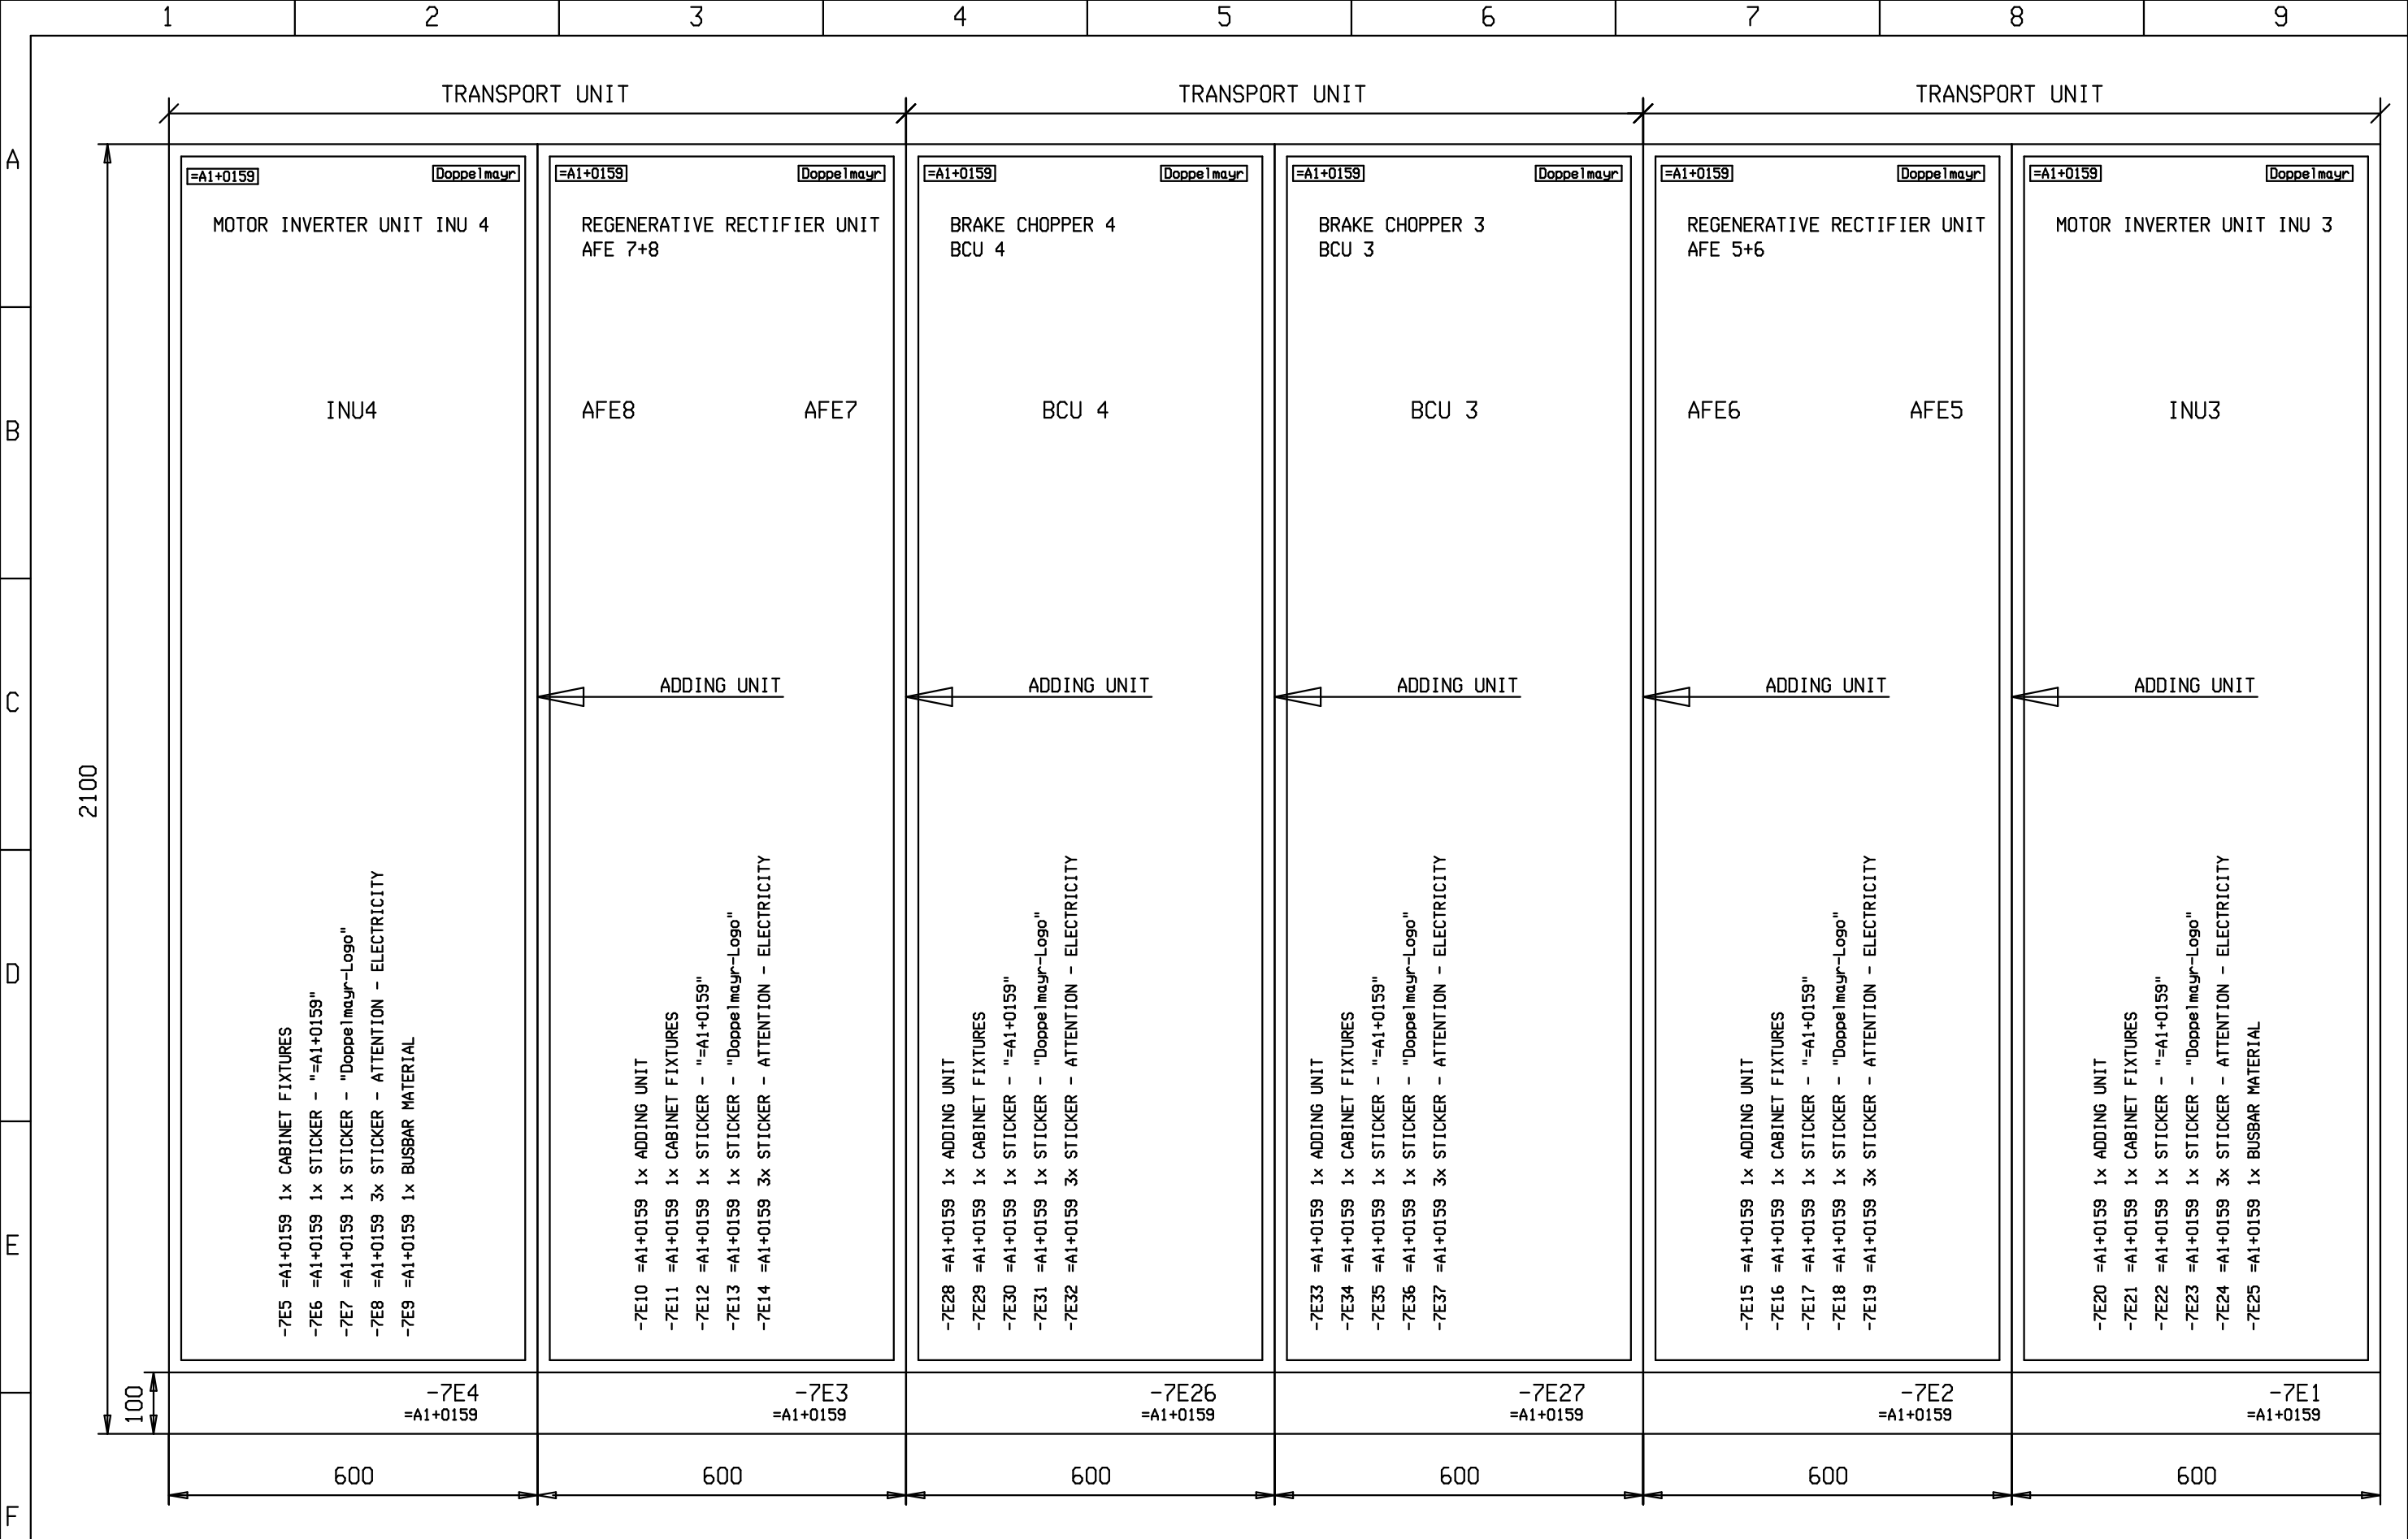 1 2 3 4 5 6 7 8 9
TRANSPORT UNIT TRANSPORT UNIT TRANSPORT UNIT
A
B
C
D
E
F
2100
100
=A1+0159 Doppelmayr
MOTOR INVERTER UNIT INU 4
INU4
-7E5 =A1+0159 1x CABINET FIXTURES
-7E6 =A1+0159 1x STICKER - "=A1+0159"
-7E7 =A1+0159 1x STICKER - "Doppelmayr-Logo"
-7E8 =A1+0159 3x STICKER - ATTENTION - ELECTRICITY
-7E9 =A1+0159 1x BUSBAR MATERIAL
-7E4
=A1+0159
600
=A1+0159 Doppelmayr
REGENERATIVE RECTIFIER UNIT
AFE 7+8
AFE8 AFE7
ADDING UNIT
-7E10 =A1+0159 1x ADDING UNIT
-7E11 =A1+0159 1x CABINET FIXTURES
-7E12 =A1+0159 1x STICKER - "=A1+0159"
-7E13 =A1+0159 1x STICKER - "Doppelmayr-Logo"
-7E14 =A1+0159 3x STICKER - ATTENTION - ELECTRICITY
-7E3
=A1+0159
600
=A1+0159 Doppelmayr
BRAKE CHOPPER 4
BCU 4
BCU 4
ADDING UNIT
-7E28 =A1+0159 1x ADDING UNIT
-7E29 =A1+0159 1x CABINET FIXTURES
-7E30 =A1+0159 1x STICKER - "=A1+0159"
-7E31 =A1+0159 1x STICKER - "Doppelmayr-Logo"
-7E32 =A1+0159 3x STICKER - ATTENTION - ELECTRICITY
-7E26
=A1+0159
600
=A1+0159 Doppelmayr
BRAKE CHOPPER 3
BCU 3
BCU 3
ADDING UNIT
-7E33 =A1+0159 1x ADDING UNIT
-7E34 =A1+0159 1x CABINET FIXTURES
-7E35 =A1+0159 1x STICKER - "=A1+0159"
-7E36 =A1+0159 1x STICKER - "Doppelmayr-Logo"
-7E37 =A1+0159 3x STICKER - ATTENTION - ELECTRICITY
-7E27
=A1+0159
600
=A1+0159 Doppelmayr
REGENERATIVE RECTIFIER UNIT
AFE 5+6
AFE6 AFE5
ADDING UNIT
-7E15 =A1+0159 1x ADDING UNIT
-7E16 =A1+0159 1x CABINET FIXTURES
-7E17 =A1+0159 1x STICKER - "=A1+0159"
-7E18 =A1+0159 1x STICKER - "Doppelmayr-Logo"
-7E19 =A1+0159 3x STICKER - ATTENTION - ELECTRICITY
-7E2
=A1+0159
600
=A1+0159 Doppelmayr
MOTOR INVERTER UNIT INU 3
INU3
ADDING UNIT
-7E20 =A1+0159 1x ADDING UNIT
-7E21 =A1+0159 1x CABINET FIXTURES
-7E22 =A1+0159 1x STICKER - "=A1+0159"
-7E23 =A1+0159 1x STICKER - "Doppelmayr-Logo"
-7E24 =A1+0159 3x STICKER - ATTENTION - ELECTRICITY
-7E25 =A1+0159 1x BUSBAR MATERIAL
-7E1
=A1+0159
600